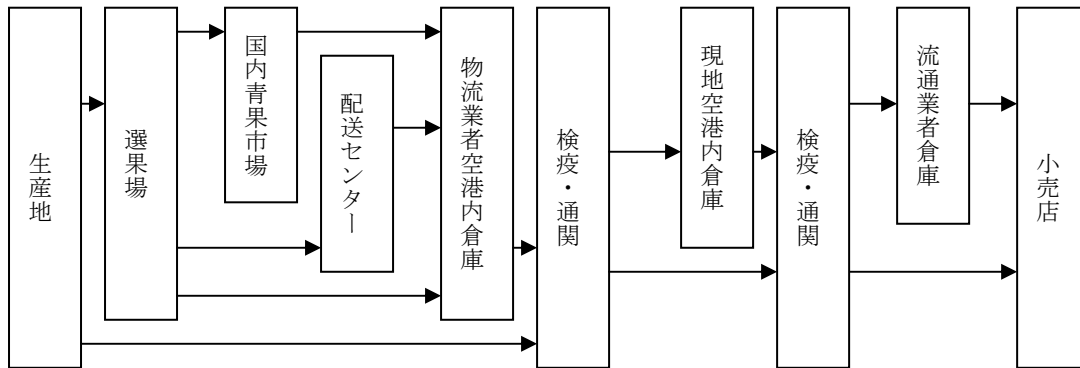 生産地
選果場
国内青果市場
配送センター
物流業者空港内倉庫
検疫・通関
現地空港内倉庫
検疫・通関
流通業者倉庫
小売店